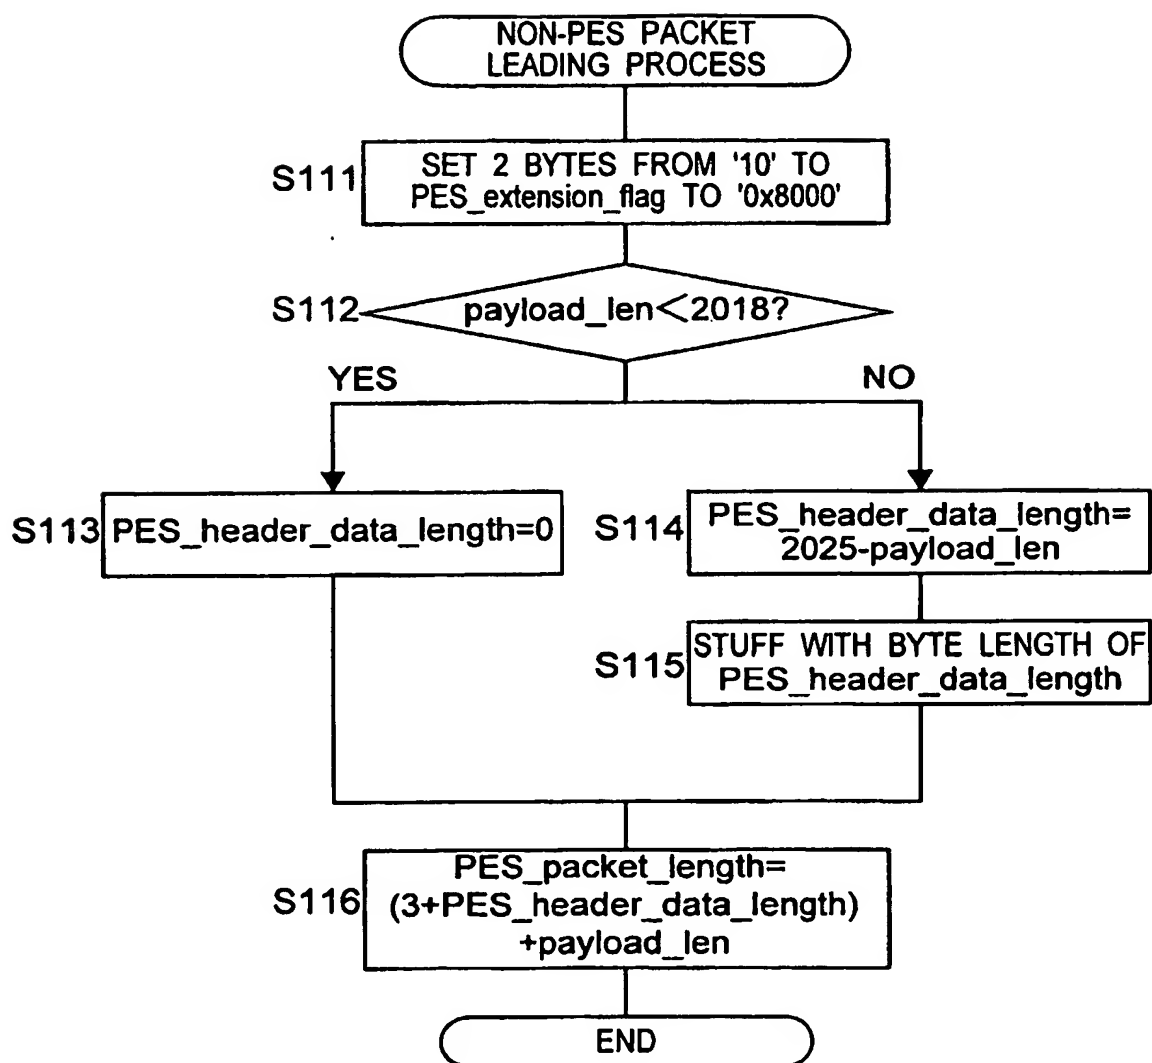 NON-PES PACKET
LEADING PROCESS
S111
SET 2 BYTES FROM '10' TO
PES_extension_flag TO '0x8000'
S112
payload_len<2018?
YES
NO
S113
PES_header_data_length=0
S114
PES_header_data_length=
2025-payload_len
S115
STUFF WITH BYTE LENGTH OF
PES_header_data_length
S116
PES_packet_length=
(3+PES_header_data_length)
+payload_len
END